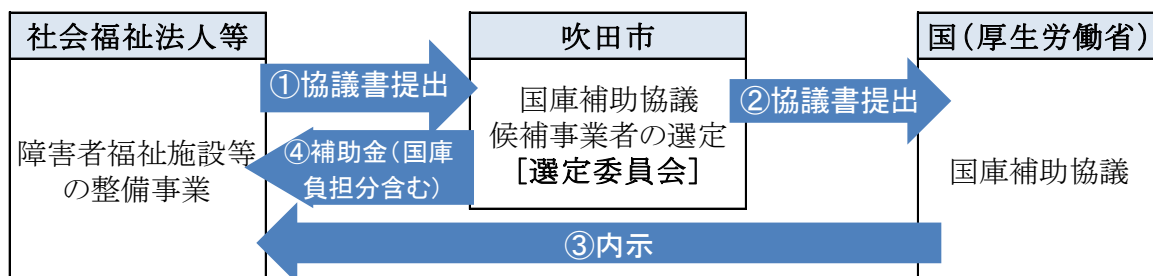 社会福祉法人等
障害者福祉施設等
の整備事業
①協議書提出
④補助金（国庫
負担分含む）
吹田市
国庫補助協議
候補事業者の選定
［選定委員会］
②協議書提出
国（厚生労働省）
国庫補助協議
③内示